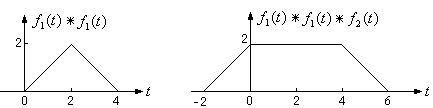 f₁(t) * f₁(t)
2
0 2 4 t
f₁(t) * f₁(t) * f₂(t)
2
-2 0 2 4 6 t